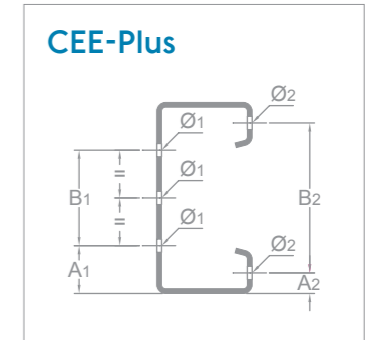 CEE-Plus
Ø2
Ø1
=
Ø1
B1
B2
=
Ø1
Ø2
A1
A2